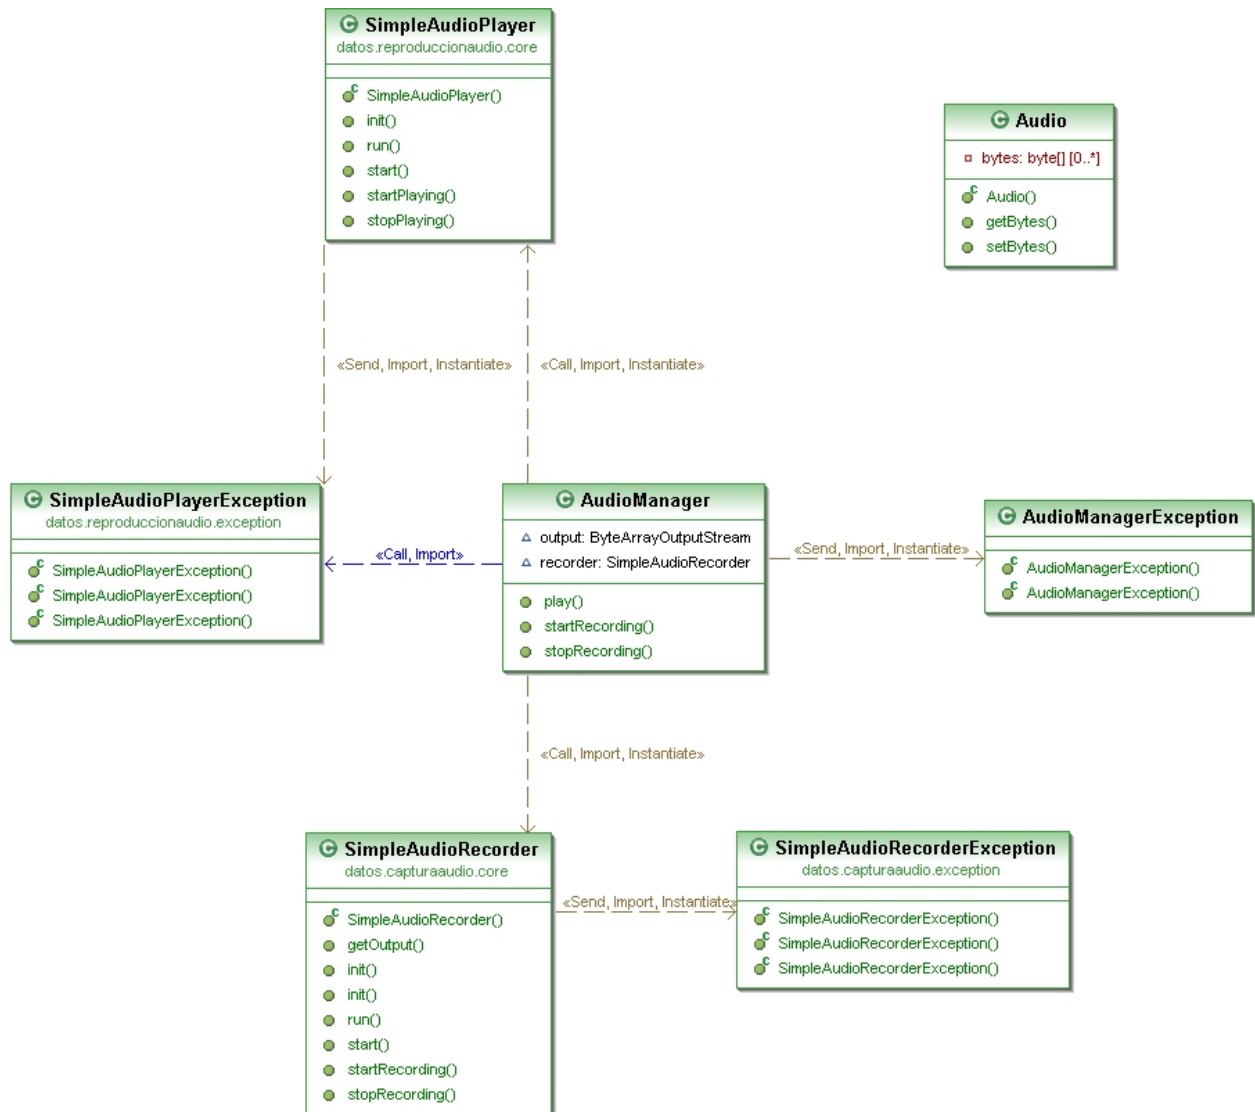 SimpleAudioPlayer
datos.reproduccionaudio.core
SimpleAudioPlayer()
init()
run()
start()
startPlaying()
stopPlaying()
Audio
bytes: byte[] [0..*]
Audio()
getBytes()
setBytes()
«Send, Import, Instantiate»
«Call, Import, Instantiate»
SimpleAudioPlayerException
datos.reproduccionaudio.exception
SimpleAudioPlayerException()
SimpleAudioPlayerException()
SimpleAudioPlayerException()
«Call, Import»
AudioManager
output: ByteArrayOutputStream
recorder: SimpleAudioRecorder
play()
startRecording()
stopRecording()
«Send, Import, Instantiate»
AudioManagerException
AudioManagerException()
AudioManagerException()
«Call, Import, Instantiate»
SimpleAudioRecorder
datos.capturaaudio.core
SimpleAudioRecorder()
getOutput()
init()
init()
run()
start()
startRecording()
stopRecording()
«Send, Import, Instantiate»
SimpleAudioRecorderException
datos.capturaaudio.exception
SimpleAudioRecorderException()
SimpleAudioRecorderException()
SimpleAudioRecorderException()